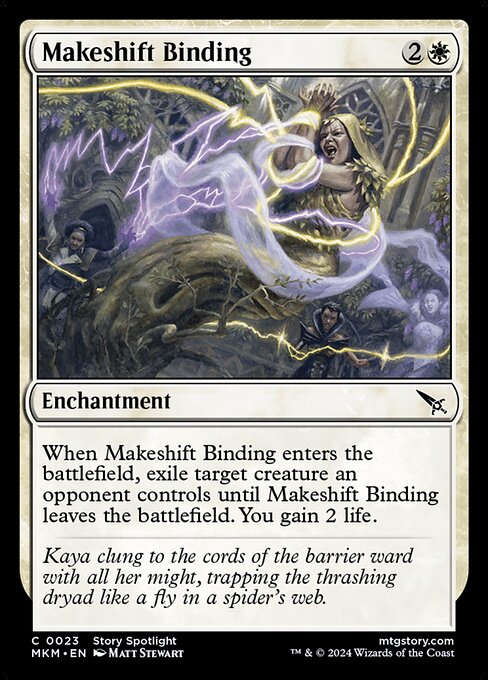 Makeshift Binding 2
Enchantment
When Makeshift Binding enters the
battlefield, exile target creature an
opponent controls until Makeshift Binding
leaves the battlefield. You gain 2 life.
Kaya clung to the cords of the barrier ward
with all her might, trapping the thrashing
dryad like a fly in a spider's web.
C 0023 Story Spotlight mtgstory.com
MKM • EN Matt Stewart ™ & © 2024 Wizards of the Coast